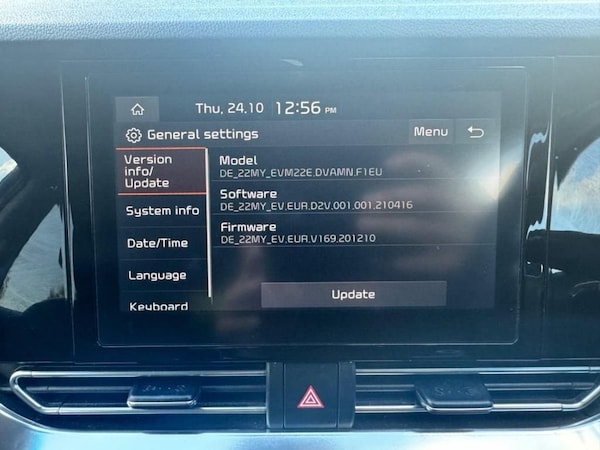 Thu, 24.10 12:56 PM
General settings
Menu
Version
info/
Update
System info
Date/Time
Language
Keyboard
Model
DE_22MY_EVM22E.DVAMN.F1EU
Software
DE_22MY_EV.EUR.D2V.001.001.210416
Firmware
DE_22MY_EV.EUR.V169.201210
Update